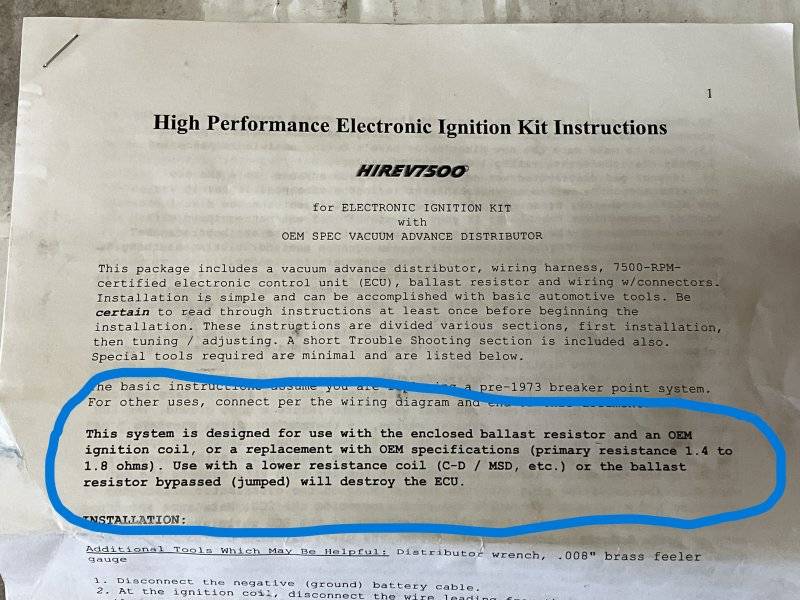 1
High Performance Electronic Ignition Kit Instructions
HIREV7500
for ELECTRONIC IGNITION KIT
with
OEM SPEC VACUUM ADVANCE DISTRIBUTOR
This package includes a vacuum advance distributor, wiring harness, 7500-RPM-
certified electronic control unit (ECU), ballast resistor and wiring w/connectors.
Installation is simple and can be accomplished with basic automotive tools. Be
certain to read through instructions at least once before beginning the
installation. These instructions are divided various sections, first installation,
then tuning / adjusting. A short Trouble Shooting section is included also.
Special tools required are minimal and are listed below.
The basic instructions assume you are a pre-1973 breaker point system.
For other uses, connect per the wiring diagram and
This system is designed for use with the enclosed ballast resistor and an OEM
ignition coil, or a replacement with OEM specifications (primary resistance 1.4 to
1.8 ohms). Use with a lower resistance coil (C-D / MSD, etc.) or the ballast
resistor bypassed (jumped) will destroy the ECU.
INSTALLATION:
Additional Tools Which May Be Helpful: Distributor wrench, .008" brass feeler
gauge
1. Disconnect the negative (ground) battery cable.
2. At the ignition coil, disconnect the wire leading